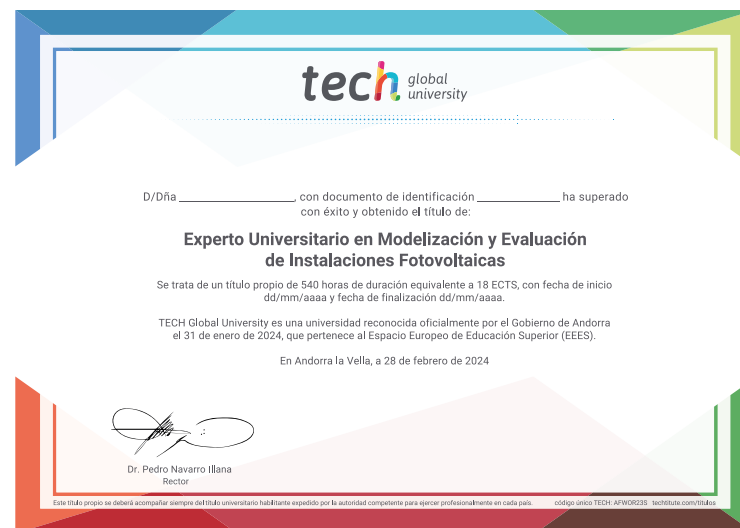 tech global university
D/Dña ____________________, con documento de identificación ______________ ha superado
con éxito y obtenido el título de:
Experto Universitario en Modelización y Evaluación
de Instalaciones Fotovoltaicas
Se trata de un título propio de 540 horas de duración equivalente a 18 ECTS, con fecha de inicio
dd/mm/aaaa y fecha de finalización dd/mm/aaaa.
TECH Global University es una universidad reconocida oficialmente por el Gobierno de Andorra
el 31 de enero de 2024, que pertenece al Espacio Europeo de Educación Superior (EEES).
En Andorra la Vella, a 28 de febrero de 2024
Dr. Pedro Navarro Illana
Rector
Este título propio se deberá acompañar siempre del título universitario habilitante expedido por la autoridad competente para ejercer profesionalmente en cada país. código único TECH: AFWOR23S techtitute.com/titulos